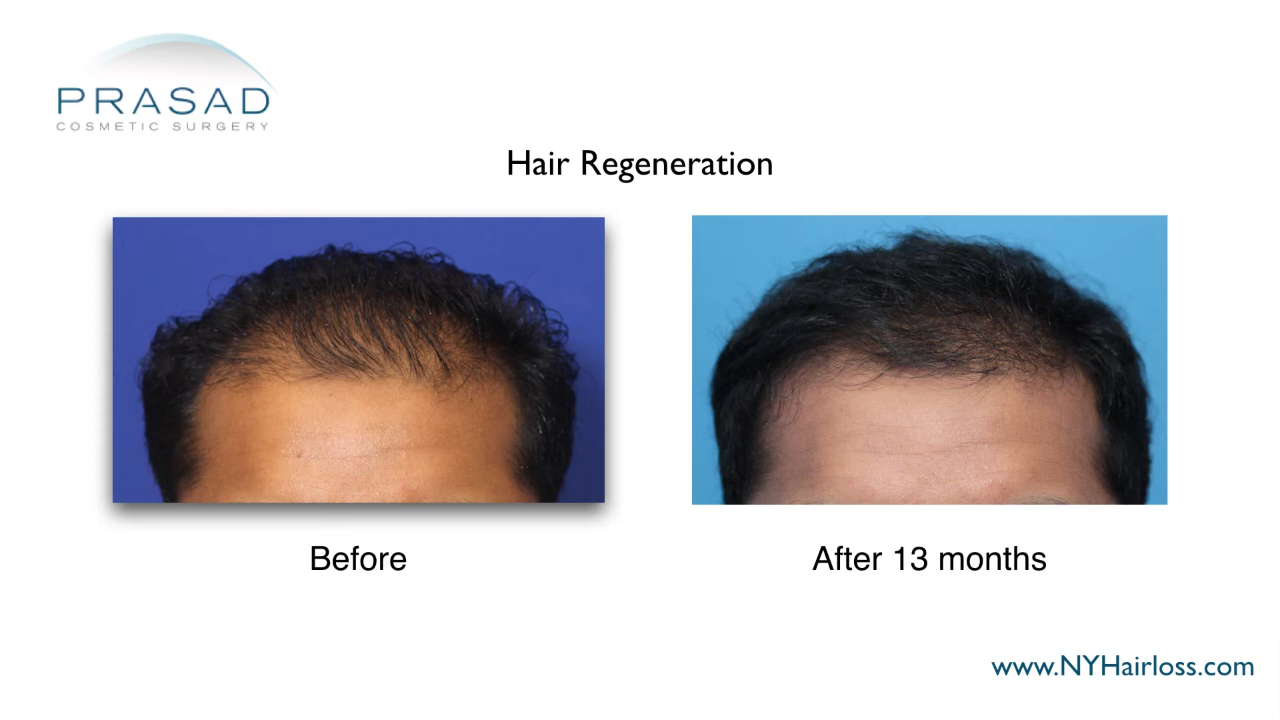 PRASAD
COSMETIC SURGERY
Hair Regeneration
Before
After 13 months
www.NYHairloss.com